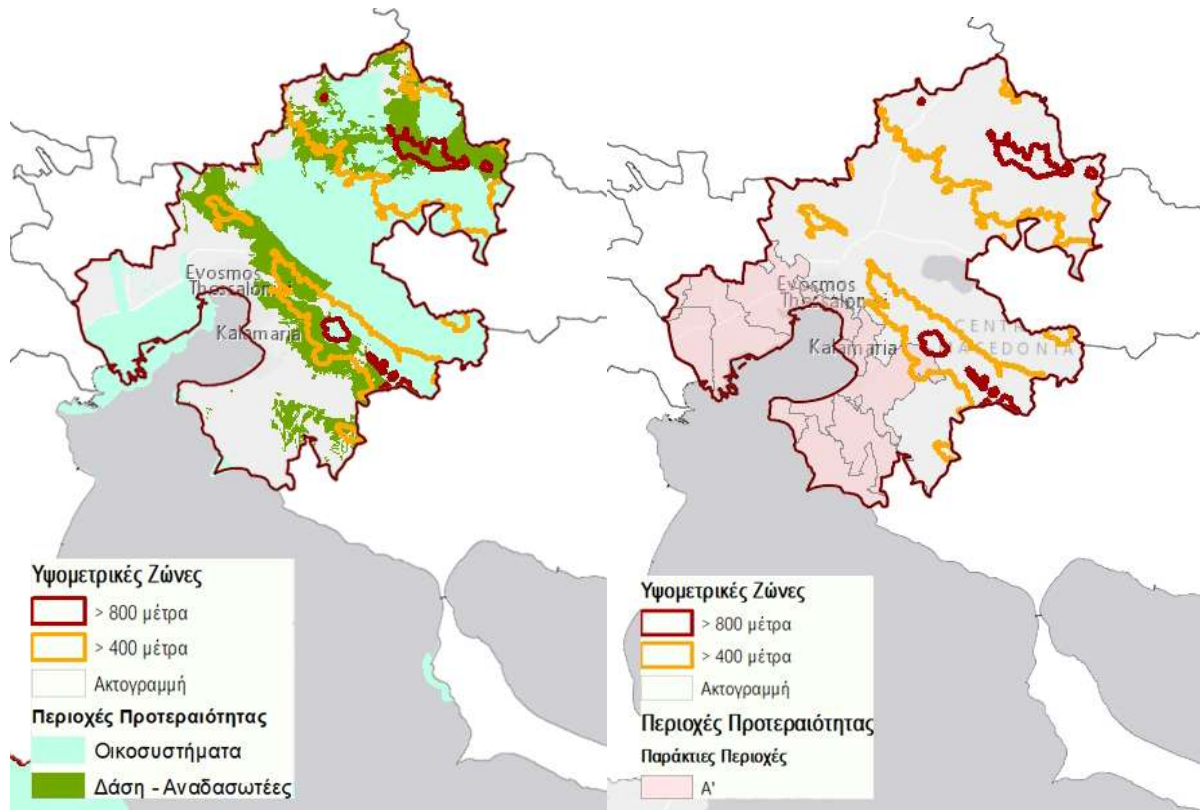 Evosmos
Thessaloniki
Kalamaria
Υψομετρικές Ζώνες
> 800 μέτρα
> 400 μέτρα
Ακτογραμμή
Περιοχές Προτεραιότητας
Οικοσυστήματα
Δάση - Αναδασωτέες
Evosmos
Thessaloniki
Kalamaria
CENTR
MACEDONIA
Υψομετρικές Ζώνες
> 800 μέτρα
> 400 μέτρα
Ακτογραμμή
Περιοχές Προτεραιότητας
Παράκτιες Περιοχές
Α'